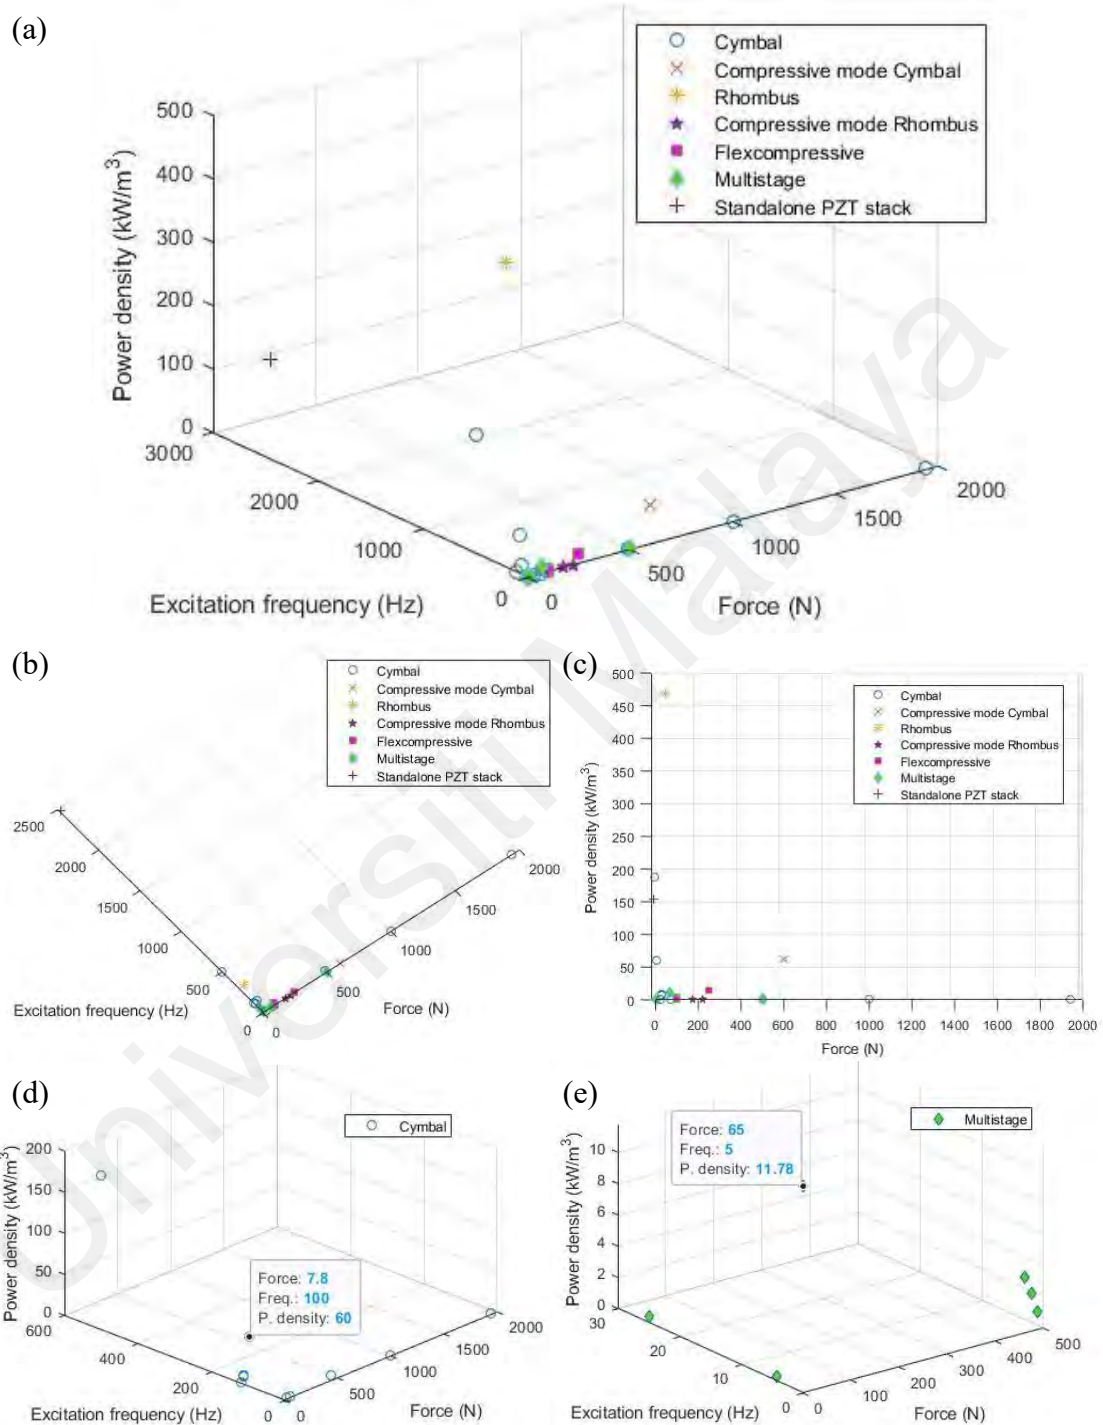 (a)
Cymbal
Compressive mode Cymbal
Rhombus
Compressive mode Rhombus
Flexcompressive
Multistage
Standalone PZT stack
Power density (kW/m³)
500
400
300
200
100
0
3000
2000
1000
0
Excitation frequency (Hz)
0
500
1000
1500
2000
Force (N)
(b)
Cymbal
Compressive mode Cymbal
Rhombus
Compressive mode Rhombus
Flexcompressive
Multistage
Standalone PZT stack
2500
2000
1500
1000
500
0
Excitation frequency (Hz)
0
500
1000
1500
2000
Force (N)
(c)
Cymbal
Compressive mode Cymbal
Rhombus
Compressive mode Rhombus
Flexcompressive
Multistage
Standalone PZT stack
Power density (kW/m³)
500
450
400
350
300
250
200
150
100
50
0
0 200 400 600 800 1000 1200 1400 1600 1800 2000
Force (N)
(d)
Cymbal
Power density (kW/m³)
200
150
100
50
0
Force: 7.8
Freq.: 100
P. density: 60
600
400
200
0
Excitation frequency (Hz)
0
500
1000
1500
2000
Force (N)
(e)
Multistage
Power density (kW/m³)
10
8
6
4
2
0
Force: 65
Freq.: 5
P. density: 11.78
30
20
10
0
Excitation frequency (Hz)
0
100
200
300
400
500
Force (N)
Universiti Malaya